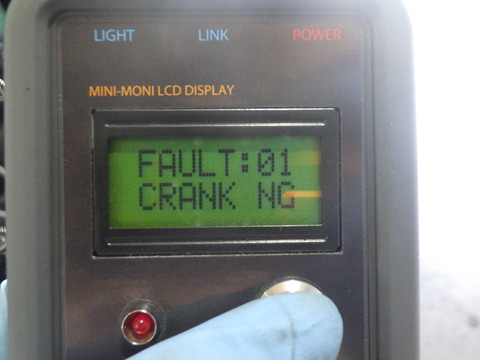 LIGHT LINK POWER
MINI-MONI LCD DISPLAY
FAULT:01
CRANK NG